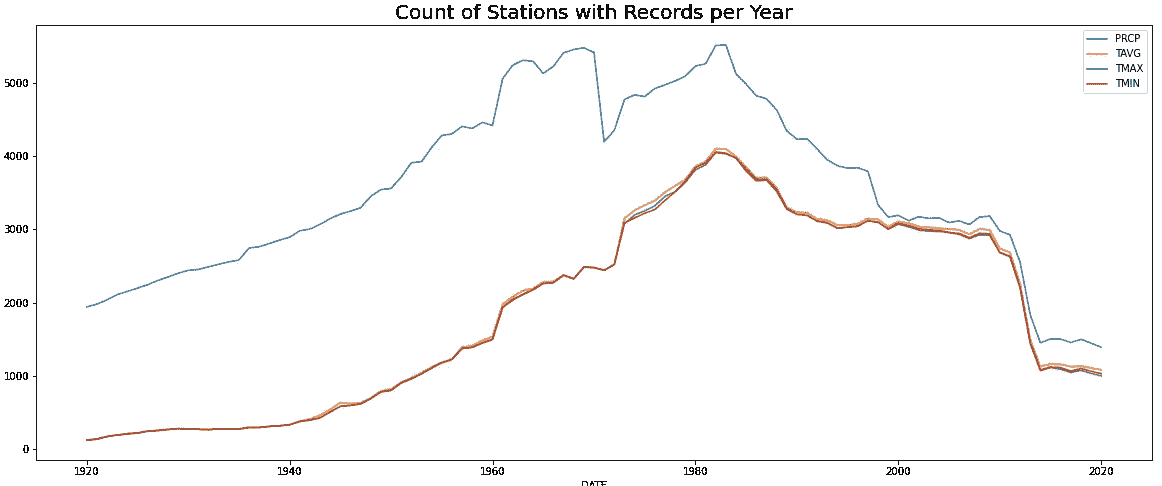 Count of Stations with Records per Year
PRCP
TAVG
TMAX
TMIN
5000
4000
3000
2000
1000
0
1920 1940 1960 1980 2000 2020
DATE